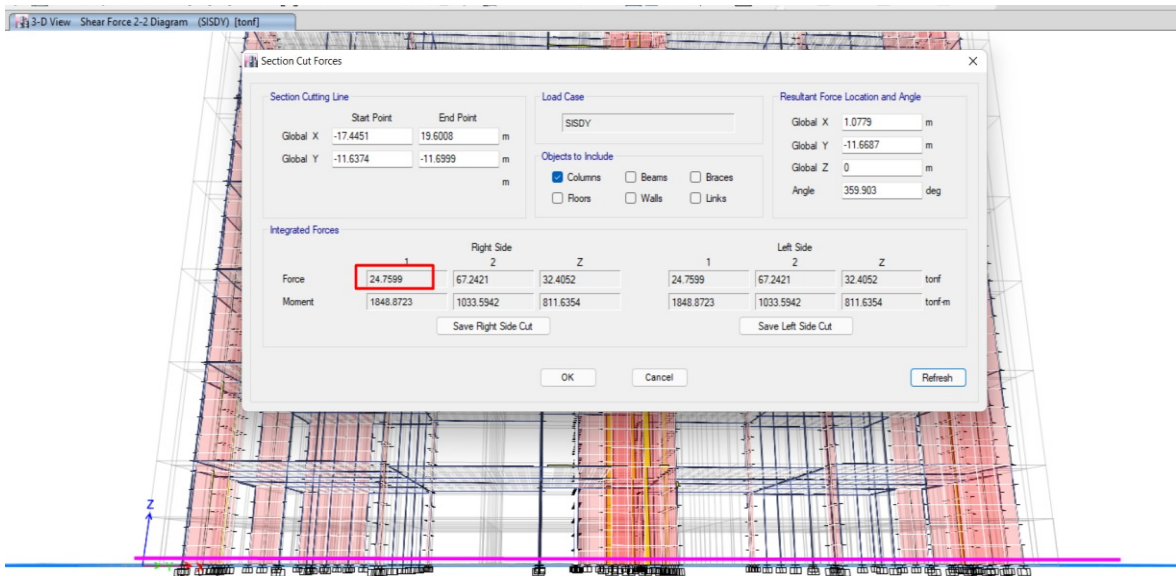 3-D View Shear Force 2-2 Diagram (SISDY) [tonf]
Section Cut Forces
Section Cutting Line
Start Point End Point
Global X -17.4451 19.6008 m
Global Y -11.6374 -11.6999 m
m
Load Case
SISDY
Objects to Include
Columns Beams Braces
Floors Walls Links
Resultant Force Location and Angle
Global X 1.0779 m
Global Y -11.6687 m
Global Z 0 m
Angle 359.903 deg
Integrated Forces
Right Side Left Side
1 2 Z 1 2 Z
Force 24.7599 67.2421 32.4052 24.7599 67.2421 32.4052 tonf
Moment 1848.8723 1033.5942 811.6354 1848.8723 1033.5942 811.6354 tonf-m
Save Right Side Cut Save Left Side Cut
OK Cancel Refresh
Z
Y X